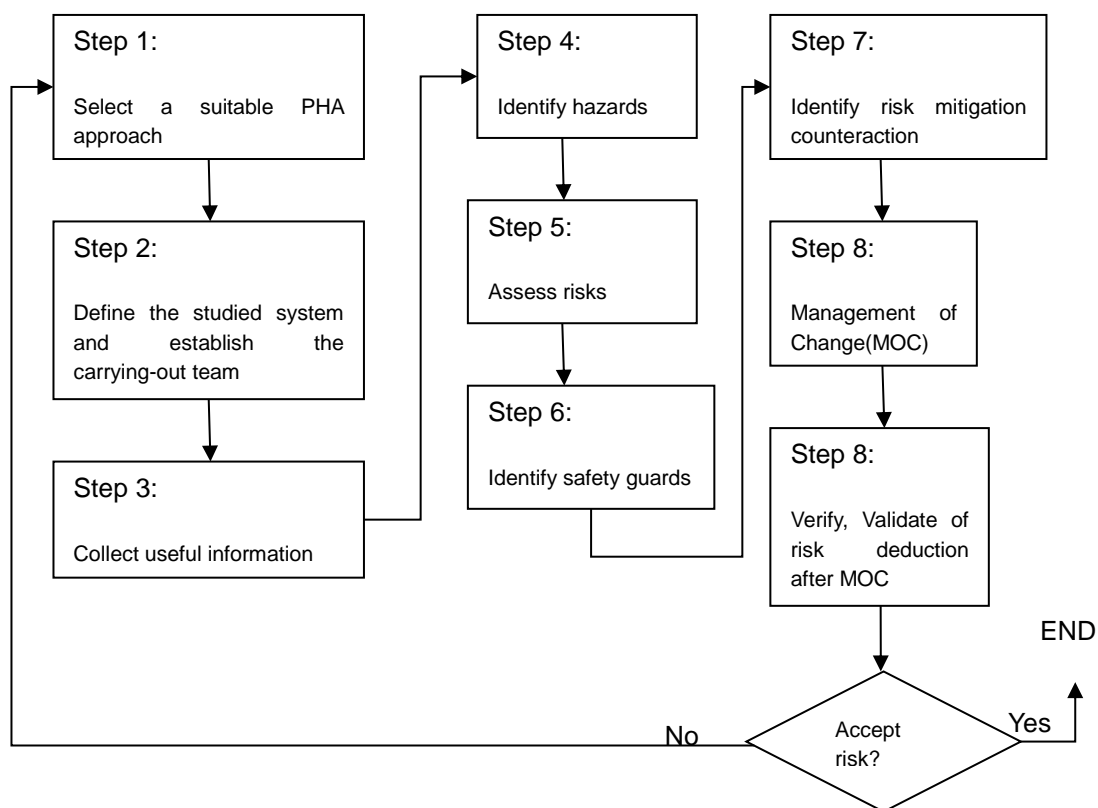 Step 1:
Select a suitable PHA
approach
Step 2:
Define the studied system
and establish the
carrying-out team
Step 3:
Collect useful information
Step 4:
Identify hazards
Step 5:
Assess risks
Step 6:
Identify safety guards
Step 7:
Identify risk mitigation
counteraction
Step 8:
Management of
Change(MOC)
Step 8:
Verify, Validate of
risk deduction
after MOC
Accept
risk?
No
Yes
END